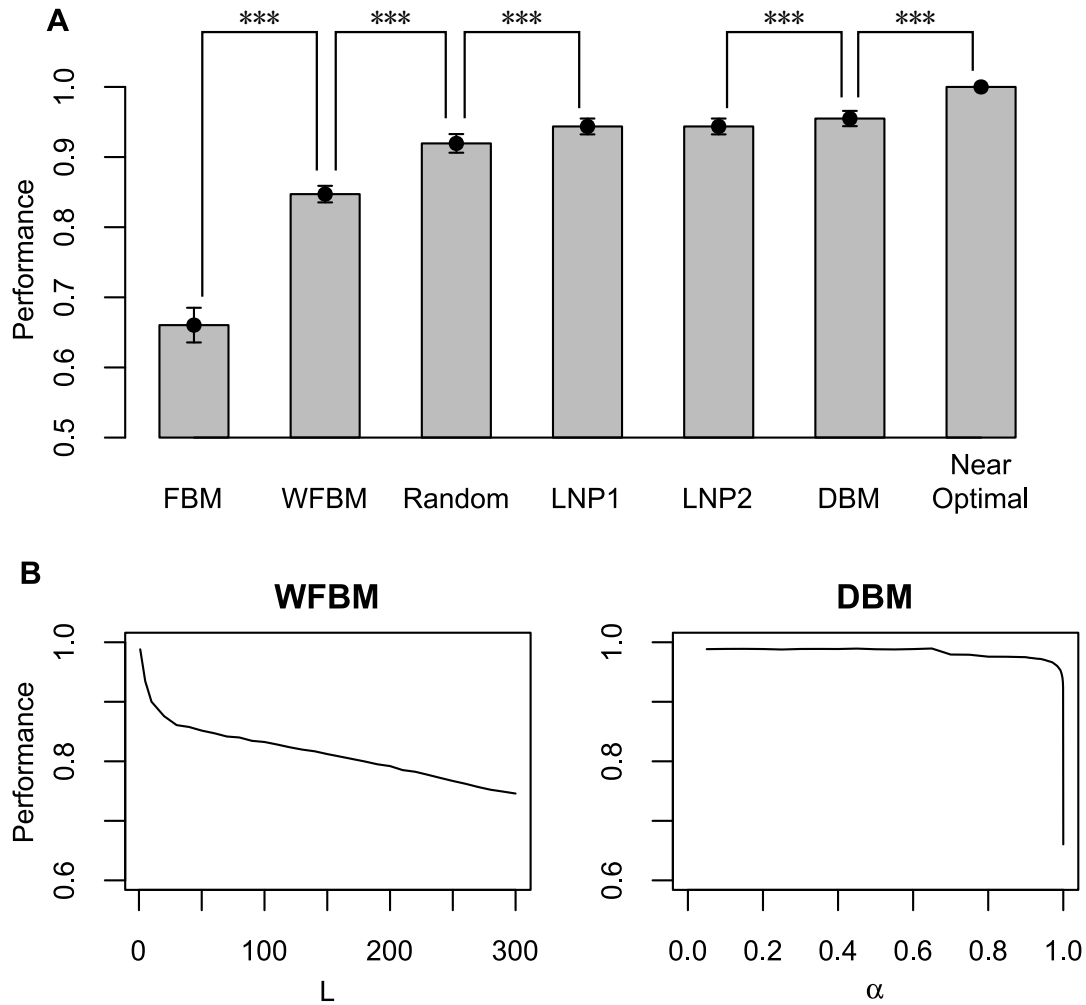 A
*** *** *** *** ***
Performance
1.0
0.9
0.8
0.7
0.6
0.5
FBM WFBM Random LNP1 LNP2 DBM Near Optimal
B
WFBM
Performance
1.0
0.8
0.6
0 100 200 300
L
DBM
1.0
0.8
0.6
0.0 0.2 0.4 0.6 0.8 1.0
α